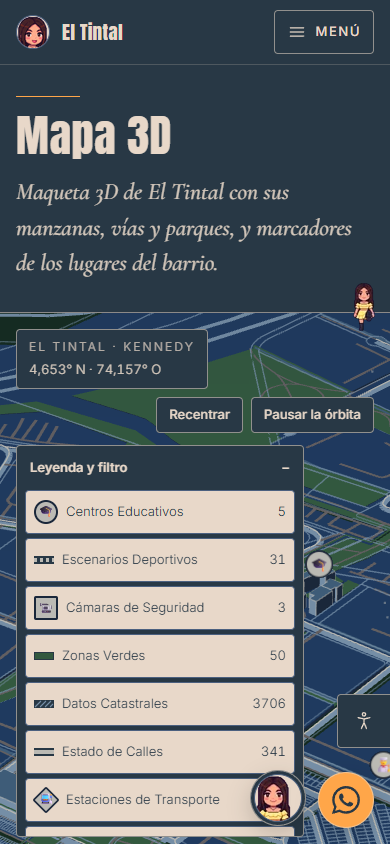 El Tintal
MENÚ
Mapa 3D
Maqueta 3D de El Tintal con sus
manzanas, vías y parques, y marcadores
de los lugares del barrio.
EL TINTAL · KENNEDY
4,653° N · 74,157° O
Recentrar
Pausar la órbita
Leyenda y filtro –
Centros Educativos 5
Escenarios Deportivos 31
Cámaras de Seguridad 3
Zonas Verdes 50
Datos Catastrales 3706
Estado de Calles 341
Estaciones de Transporte